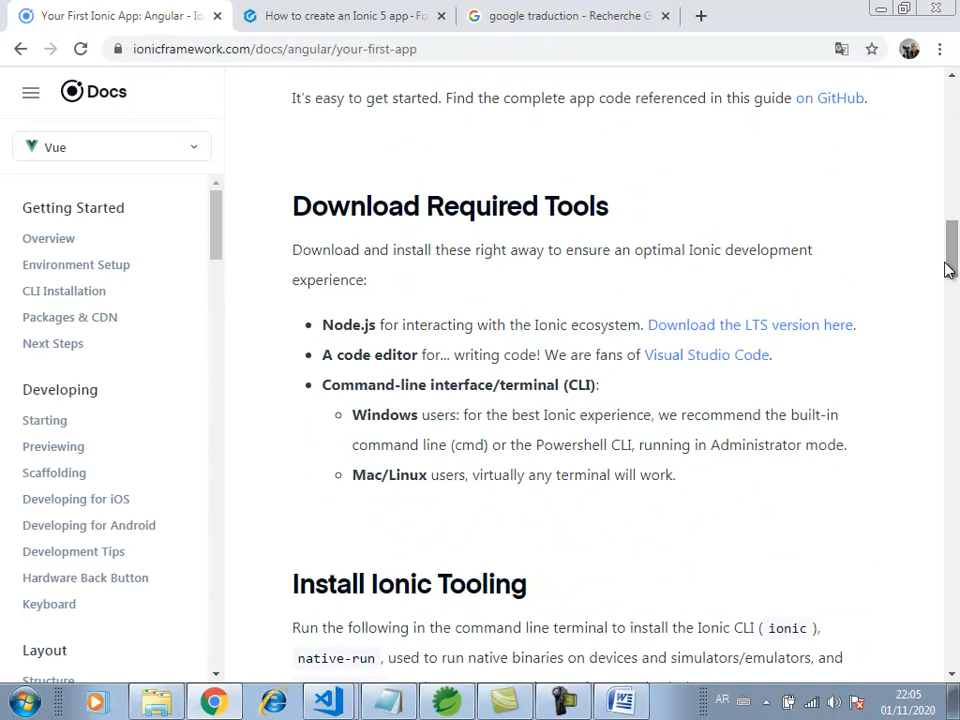 Your First Ionic App: Angular - Io
How to create an Ionic 5 app - Fo
google traduction - Recherche G
ionicframework.com/docs/angular/your-first-app
Docs
Vue
Getting Started
Overview
Environment Setup
CLI Installation
Packages & CDN
Next Steps
Developing
Starting
Previewing
Scaffolding
Developing for iOS
Developing for Android
Development Tips
Hardware Back Button
Keyboard
Layout
Structure
It's easy to get started. Find the complete app code referenced in this guide on GitHub.
Download Required Tools
Download and install these right away to ensure an optimal Ionic development
experience:
Node.js for interacting with the Ionic ecosystem. Download the LTS version here.
A code editor for... writing code! We are fans of Visual Studio Code.
Command-line interface/terminal (CLI):
Windows users: for the best Ionic experience, we recommend the built-in
command line (cmd) or the Powershell CLI, running in Administrator mode.
Mac/Linux users, virtually any terminal will work.
Install Ionic Tooling
Run the following in the command line terminal to install the Ionic CLI ( ionic ),
native-run , used to run native binaries on devices and simulators/emulators, and
AR
22:05
01/11/2020